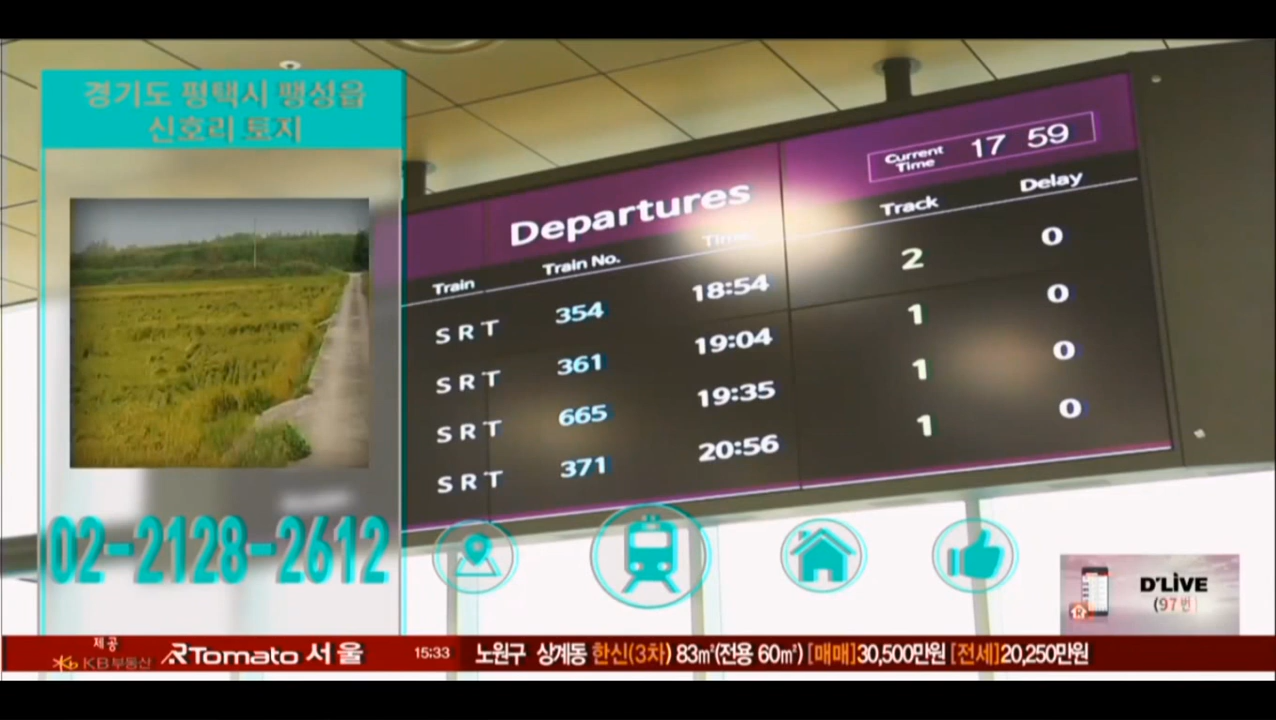 경기도 평택시 팽성읍
신호리 토지
02-2128-2612
Departures
Current Time 17 59
Train Train No. Time Track Delay
SRT 354 18:54 2 0
SRT 361 19:04 1 0
SRT 665 19:35 1 0
SRT 371 20:56 1 0
D'LIVE
(97번)
제공
KB부동산 RTomato 서울 15:33 노원구 상계동 한신(3차) 83㎡(전용 60㎡) [매매]30,500만원 [전세]20,250만원